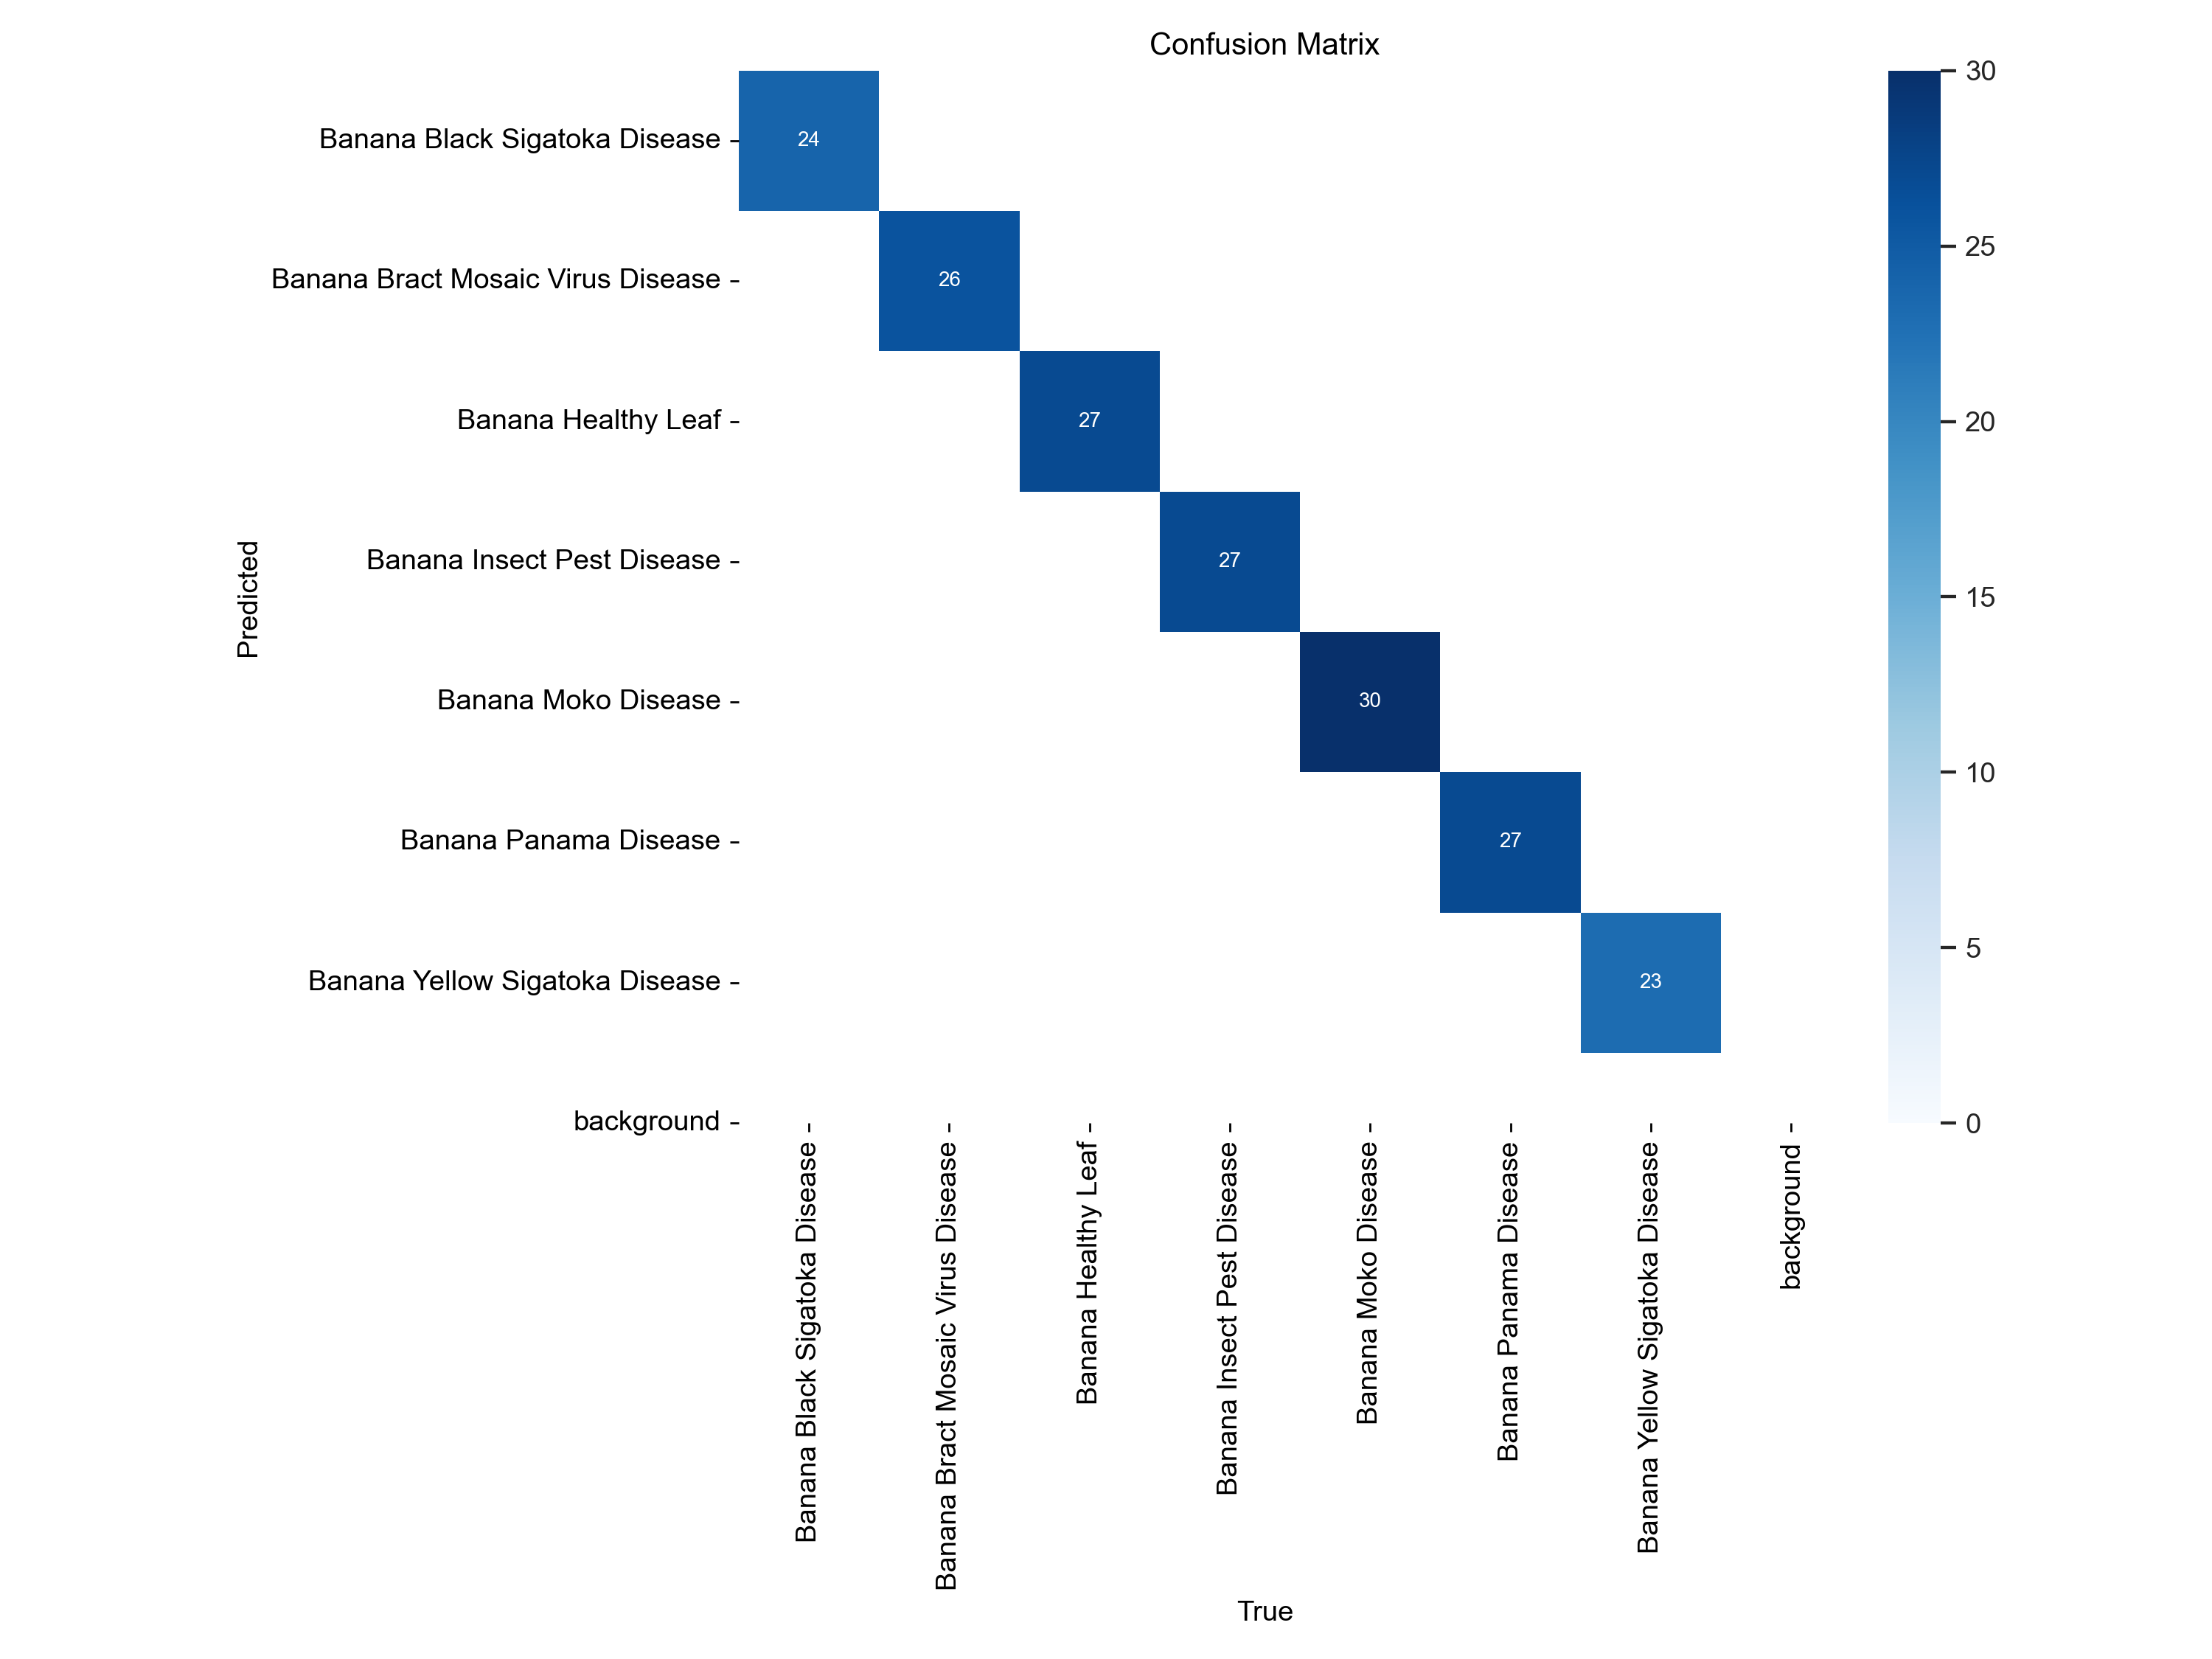 Confusion Matrix
Predicted
Banana Black Sigatoka Disease
Banana Bract Mosaic Virus Disease
Banana Healthy Leaf
Banana Insect Pest Disease
Banana Moko Disease
Banana Panama Disease
Banana Yellow Sigatoka Disease
background
24
26
27
27
30
27
23
Banana Black Sigatoka Disease
Banana Bract Mosaic Virus Disease
Banana Healthy Leaf
Banana Insect Pest Disease
Banana Moko Disease
Banana Panama Disease
Banana Yellow Sigatoka Disease
background
True
30
25
20
15
10
5
0